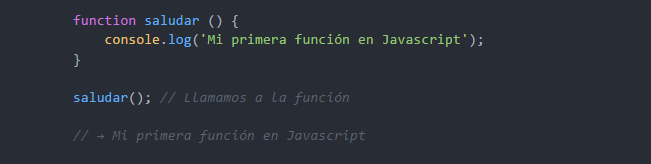 function saludar () {
console.log('Mi primera función en Javascript');
}
saludar(); // Llamamos a la función
// → Mi primera función en Javascript